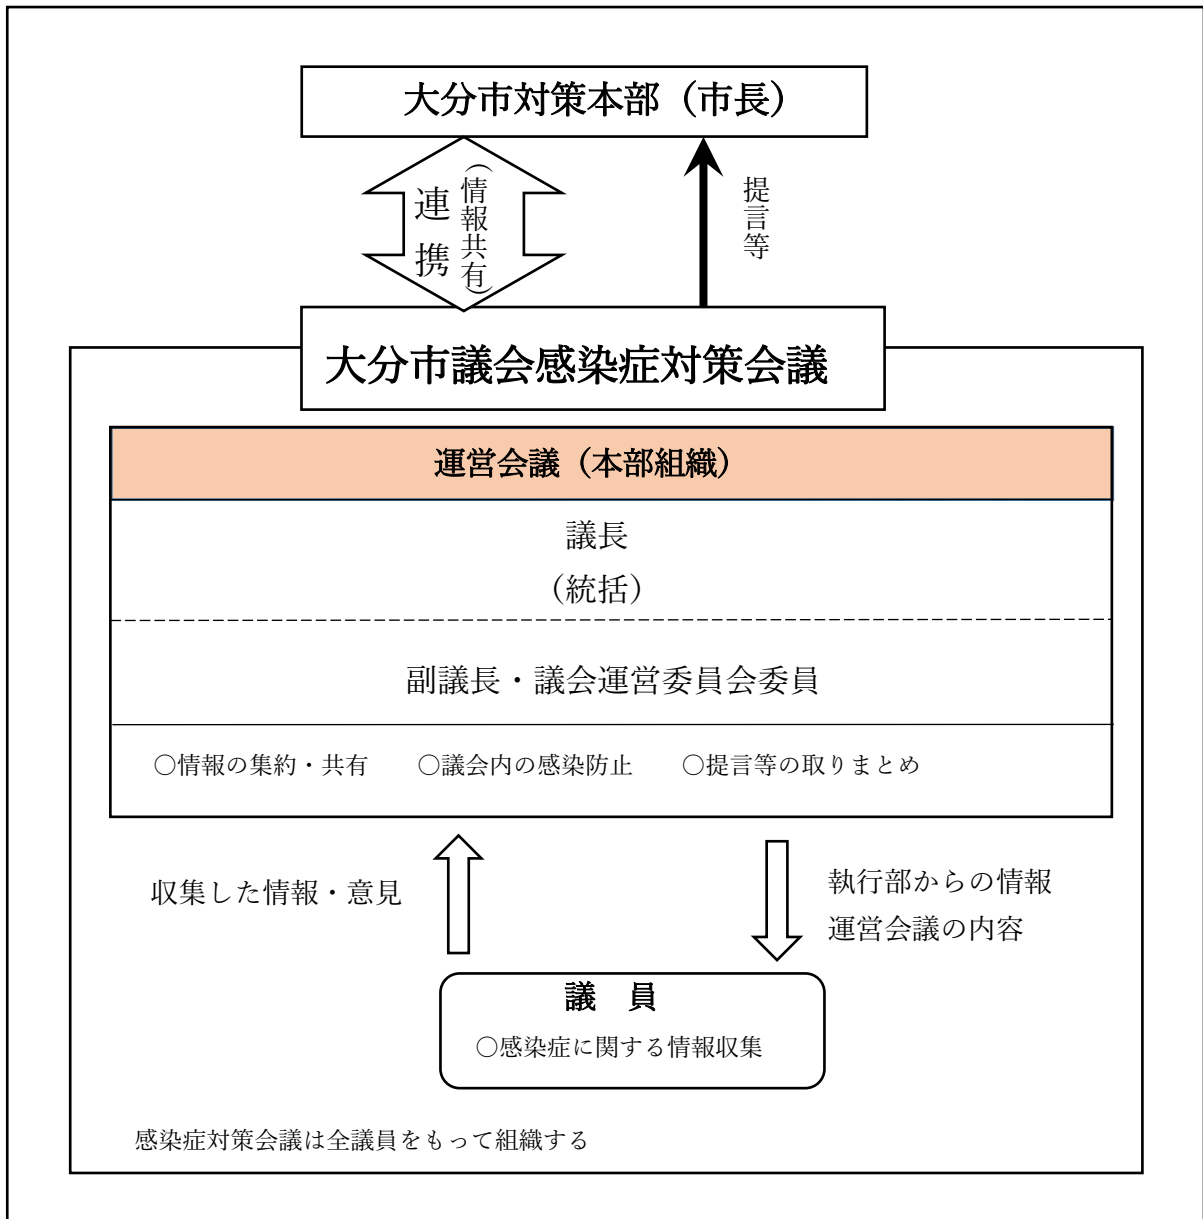 大分市対策本部（市長）
連携
（情報共有）
提言等
大分市議会感染症対策会議
運営会議（本部組織）
議長
（統括）
副議長・議会運営委員会委員
○情報の集約・共有　○議会内の感染防止　○提言等の取りまとめ
収集した情報・意見
執行部からの情報
運営会議の内容
議　員
○感染症に関する情報収集
感染症対策会議は全議員をもって組織する